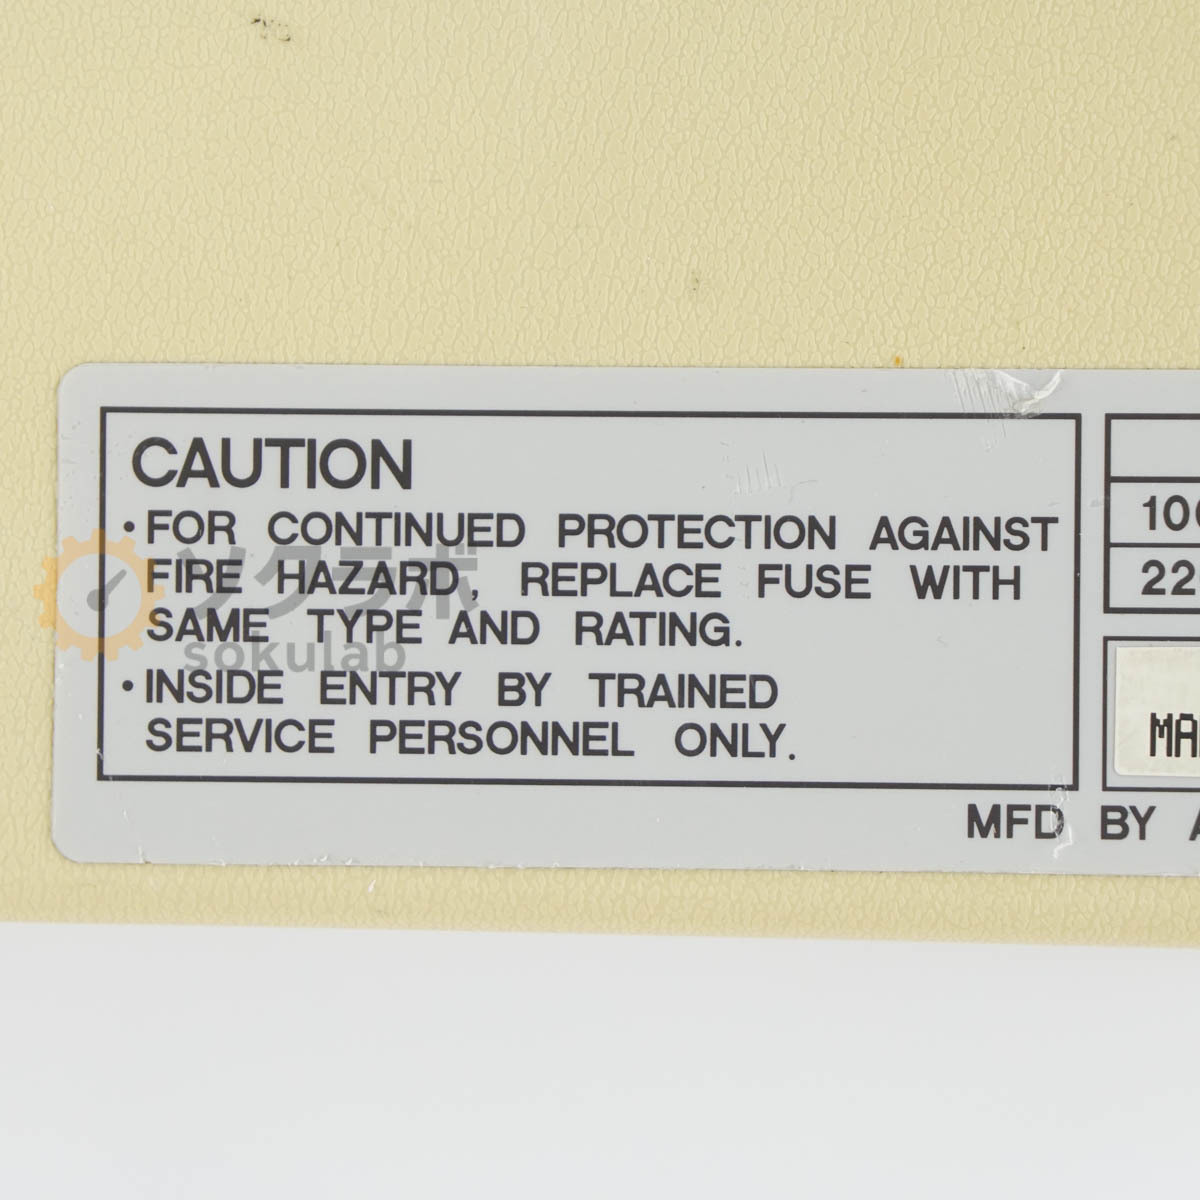 CAUTION
•FOR CONTINUED PROTECTION AGAINST
FIRE HAZARD, REPLACE FUSE WITH
SAME TYPE AND RATING.
•INSIDE ENTRY BY TRAINED
SERVICE PERSONNEL ONLY.
ソクラボ
sokulab
MFD BY